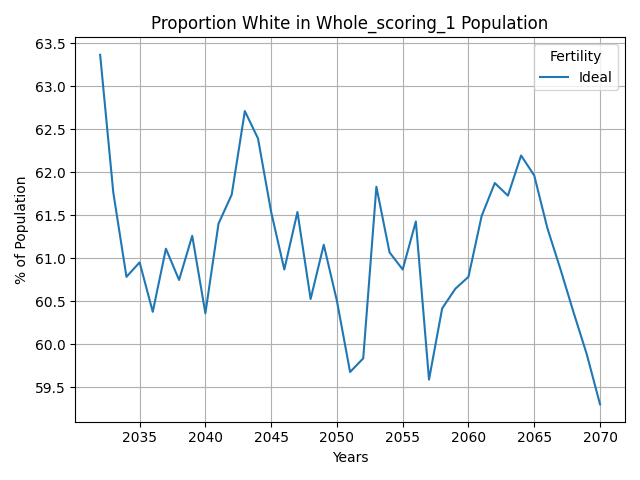 Proportion White in Whole_scoring_1 Population
Fertility
Ideal
% of Population
63.5
63.0
62.5
62.0
61.5
61.0
60.5
60.0
59.5
2035 2040 2045 2050 2055 2060 2065 2070
Years